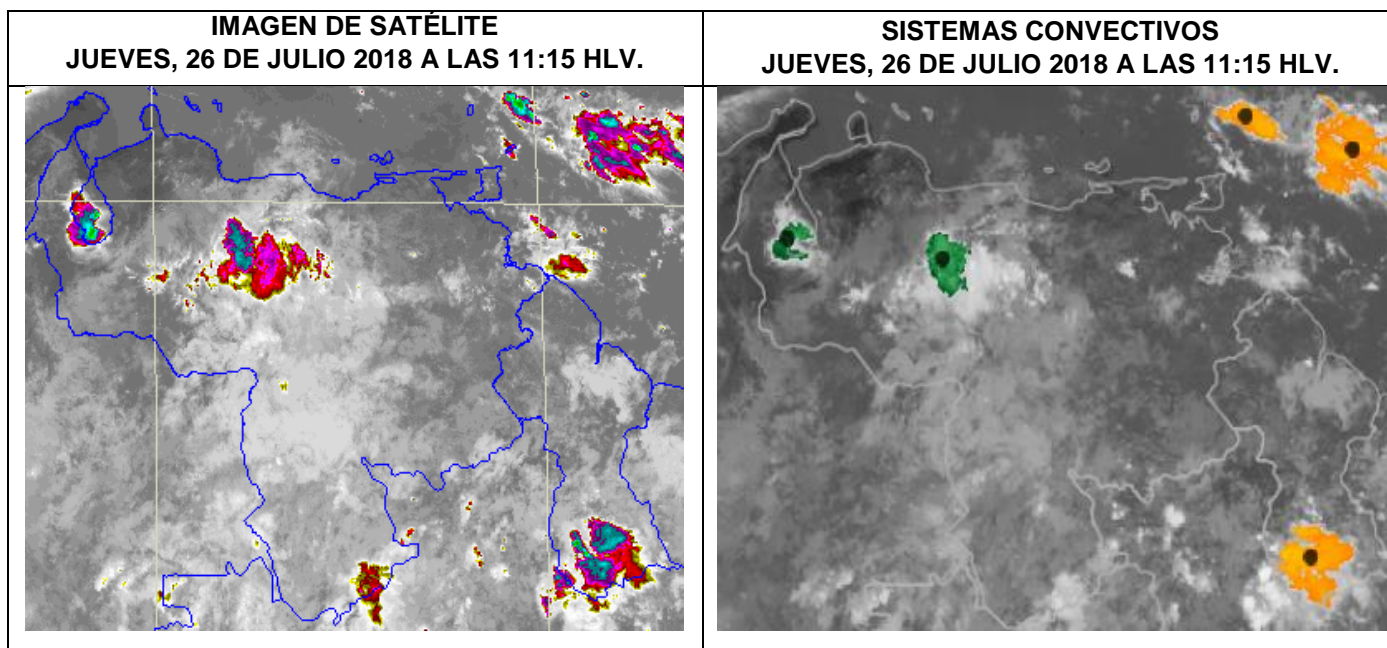 IMAGEN DE SATÉLITE
JUEVES, 26 DE JULIO 2018 A LAS 11:15 HLV.
SISTEMAS CONVECTIVOS
JUEVES, 26 DE JULIO 2018 A LAS 11:15 HLV.